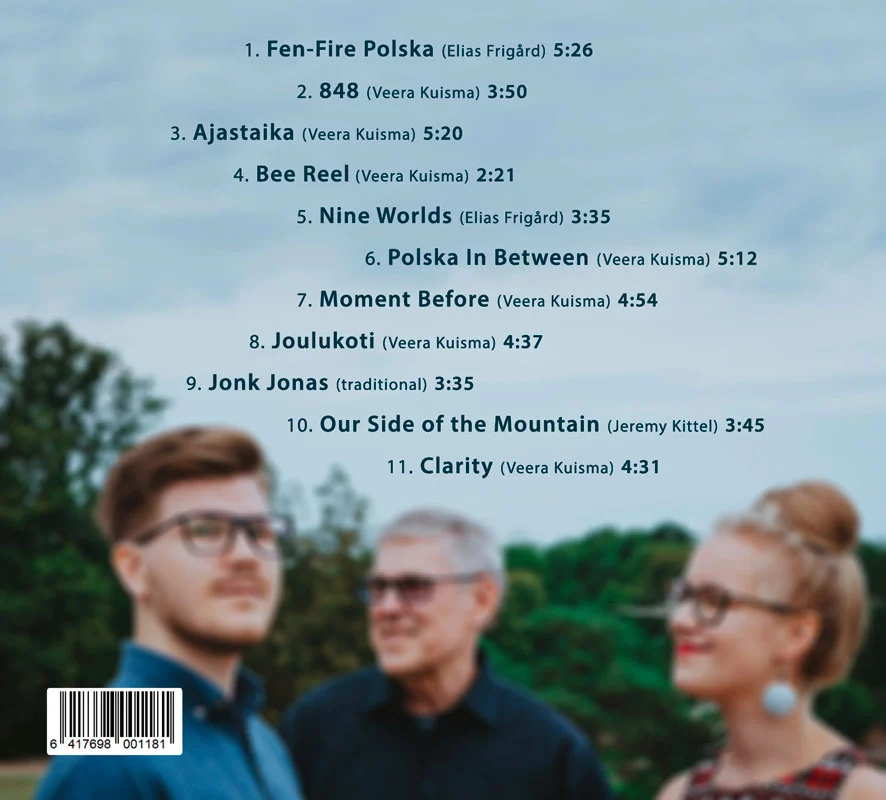 1. Fen-Fire Polska (Elias Frigård) 5:26
2. 848 (Veera Kuisma) 3:50
3. Ajastaika (Veera Kuisma) 5:20
4. Bee Reel (Veera Kuisma) 2:21
5. Nine Worlds (Elias Frigård) 3:35
6. Polska In Between (Veera Kuisma) 5:12
7. Moment Before (Veera Kuisma) 4:54
8. Joulukoti (Veera Kuisma) 4:37
9. Jonk Jonas (traditional) 3:35
10. Our Side of the Mountain (Jeremy Kittel) 3:45
11. Clarity (Veera Kuisma) 4:31
6 417698 001181